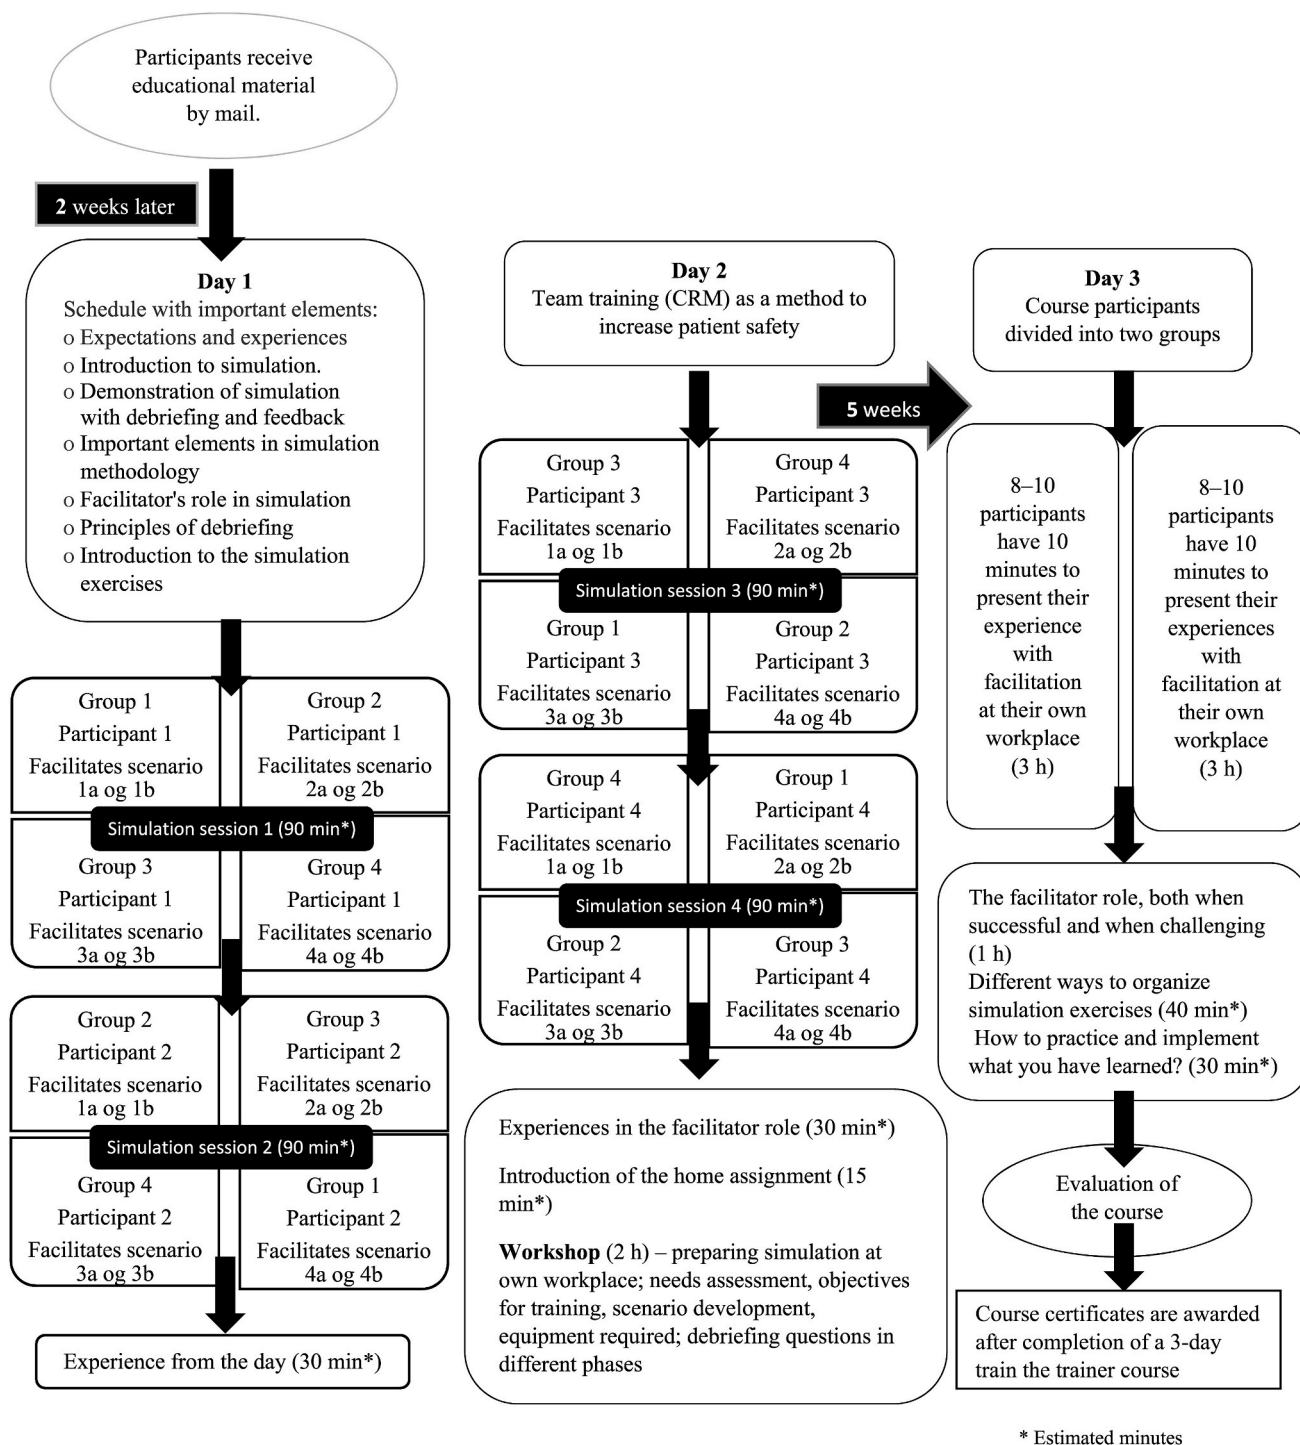 Participants receive
educational material
by mail.
2 weeks later
Day 1
Schedule with important elements:
o Expectations and experiences
o Introduction to simulation.
o Demonstration of simulation
with debriefing and feedback
o Important elements in simulation
methodology
o Facilitator's role in simulation
o Principles of debriefing
o Introduction to the simulation
exercises
Group 1
Participant 1
Facilitates scenario
1a og 1b
Group 2
Participant 1
Facilitates scenario
2a og 2b
Simulation session 1 (90 min*)
Group 3
Participant 1
Facilitates scenario
3a og 3b
Group 4
Participant 1
Facilitates scenario
4a og 4b
Group 2
Participant 2
Facilitates scenario
1a og 1b
Group 3
Participant 2
Facilitates scenario
2a og 2b
Simulation session 2 (90 min*)
Group 4
Participant 2
Facilitates scenario
3a og 3b
Group 1
Participant 2
Facilitates scenario
4a og 4b
Experience from the day (30 min*)
Day 2
Team training (CRM) as a method to
increase patient safety
Group 3
Participant 3
Facilitates scenario
1a og 1b
Group 4
Participant 3
Facilitates scenario
2a og 2b
Simulation session 3 (90 min*)
Group 1
Participant 3
Facilitates scenario
3a og 3b
Group 2
Participant 3
Facilitates scenario
4a og 4b
Group 4
Participant 4
Facilitates scenario
1a og 1b
Group 1
Participant 4
Facilitates scenario
2a og 2b
Simulation session 4 (90 min*)
Group 2
Participant 4
Facilitates scenario
3a og 3b
Group 3
Participant 4
Facilitates scenario
4a og 4b
Experiences in the facilitator role (30 min*)
Introduction of the home assignment (15
min*)
Workshop (2 h) – preparing simulation at
own workplace; needs assessment, objectives
for training, scenario development,
equipment required; debriefing questions in
different phases
5 weeks
Day 3
Course participants
divided into two groups
8–10
participants
have 10
minutes to
present their
experience
with
facilitation
at their own
workplace
(3 h)
8–10
participants
have 10
minutes to
present their
experiences
with
facilitation at
their own
workplace
(3 h)
The facilitator role, both when
successful and when challenging
(1 h)
Different ways to organize
simulation exercises (40 min*)
How to practice and implement
what you have learned? (30 min*)
Evaluation of
the course
Course certificates are awarded
after completion of a 3-day
train the trainer course
* Estimated minutes